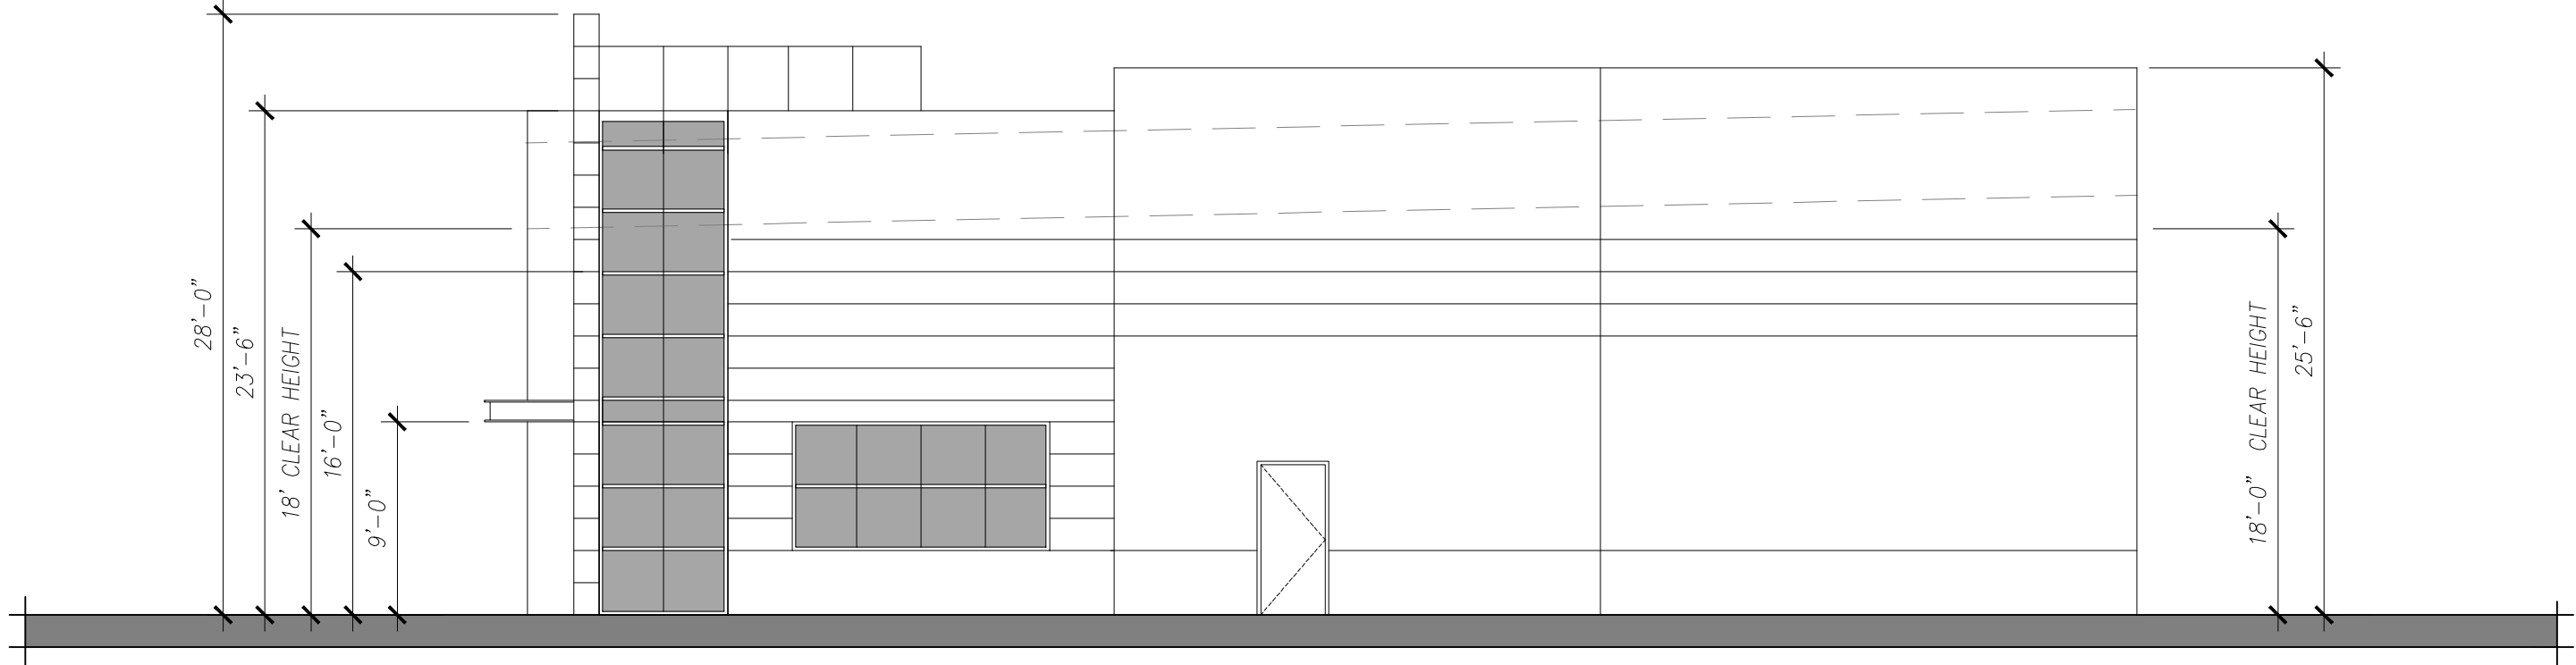 28'-0"
23'-6"
18' CLEAR HEIGHT
16'-0"
9'-0"
18'-0" CLEAR HEIGHT
25'-6"